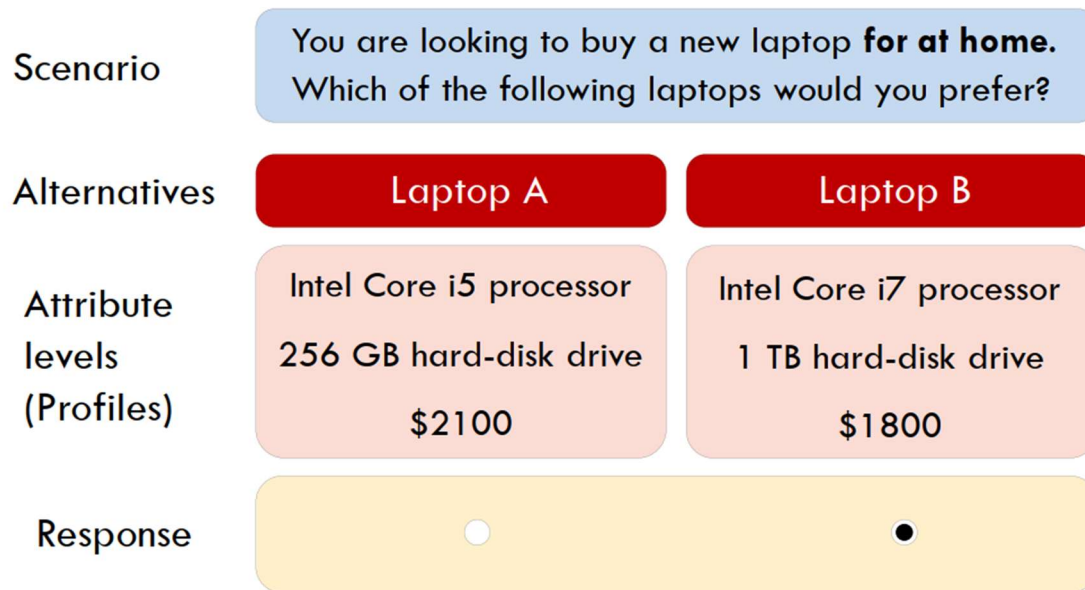 Scenario
You are looking to buy a new laptop for at home.
Which of the following laptops would you prefer?
Alternatives
Laptop A
Laptop B
Attribute
levels
(Profiles)
Intel Core i5 processor
256 GB hard-disk drive
$2100
Intel Core i7 processor
1 TB hard-disk drive
$1800
Response